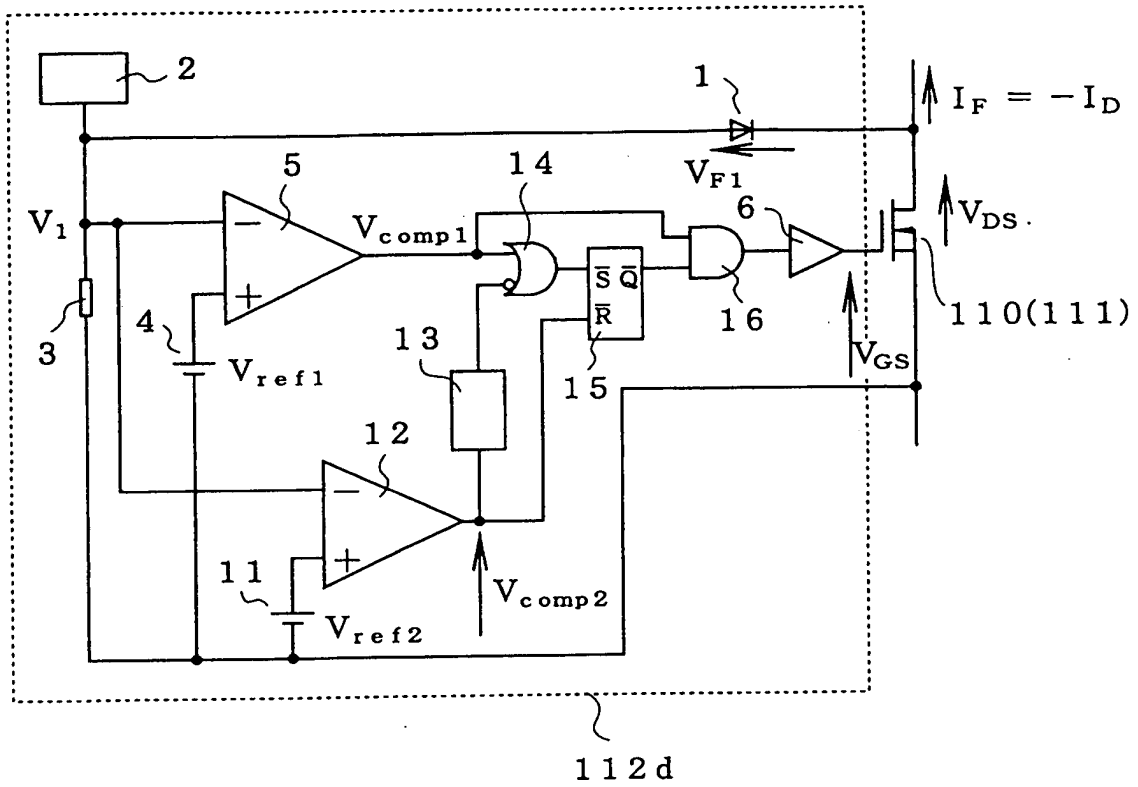 2
1
I_F = −I_D
V_F1
5
14
6
V_1
−
V_comp1
V_DS.
+
S̅ Q̅
R̅
16
110(111)
3
4
13
V_ref1
15
V_GS
12
−
+
11
V_comp2
V_ref2
112d